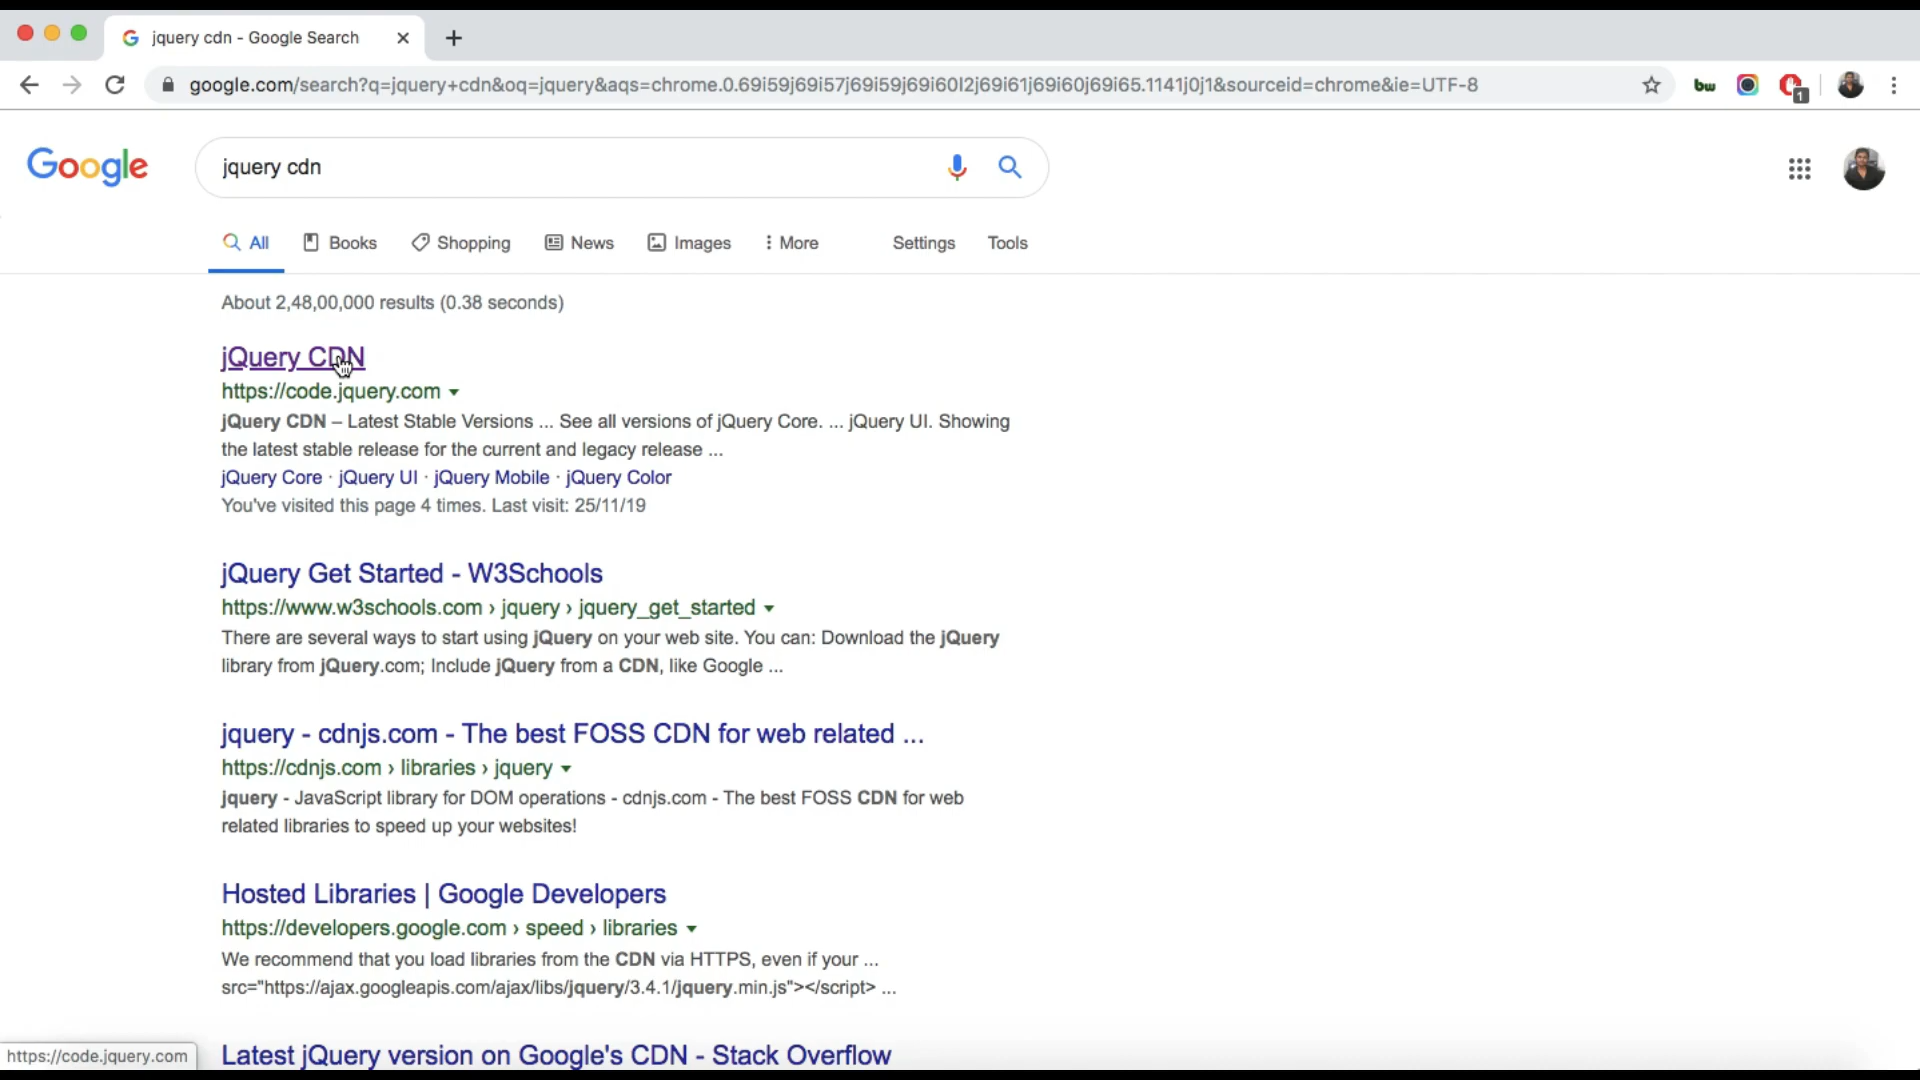 jquery cdn - Google Search
google.com/search?q=jquery+cdn&oq=jquery&aqs=chrome.0.69i59j69i57j69i59j69i60l2j69i61j69i60j69i65.1141j0j1&sourceid=chrome&ie=UTF-8
bw
1
Google
jquery cdn
All Books Shopping News Images More Settings Tools
About 2,48,00,000 results (0.38 seconds)
jQuery CDN
https://code.jquery.com
jQuery CDN – Latest Stable Versions ... See all versions of jQuery Core. ... jQuery UI. Showing
the latest stable release for the current and legacy release ...
jQuery Core · jQuery UI · jQuery Mobile · jQuery Color
You've visited this page 4 times. Last visit: 25/11/19
jQuery Get Started - W3Schools
https://www.w3schools.com › jquery › jquery_get_started
There are several ways to start using jQuery on your web site. You can: Download the jQuery
library from jQuery.com; Include jQuery from a CDN, like Google ...
jquery - cdnjs.com - The best FOSS CDN for web related ...
https://cdnjs.com › libraries › jquery
jquery - JavaScript library for DOM operations - cdnjs.com - The best FOSS CDN for web
related libraries to speed up your websites!
Hosted Libraries | Google Developers
https://developers.google.com › speed › libraries
We recommend that you load libraries from the CDN via HTTPS, even if your ...
src="https://ajax.googleapis.com/ajax/libs/jquery/3.4.1/jquery.min.js"></script> ...
Latest jQuery version on Google's CDN - Stack Overflow
https://code.jquery.com